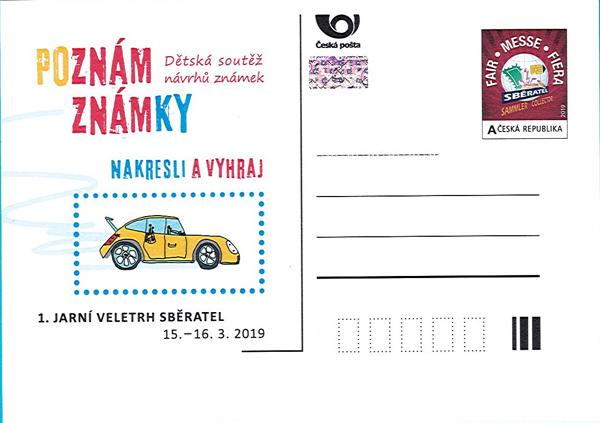 POZNÁM
ZNÁMKY
Dětská soutěž
návrhů známek
NAKRESLI A VYHRAJ
1. JARNÍ VELETRH SBĚRATEL
15.–16. 3. 2019
Česká pošta
FAIR • MESSE • FIERA
SBĚRATEL
SAMMLER COLLECTOR
2019
A ČESKÁ REPUBLIKA